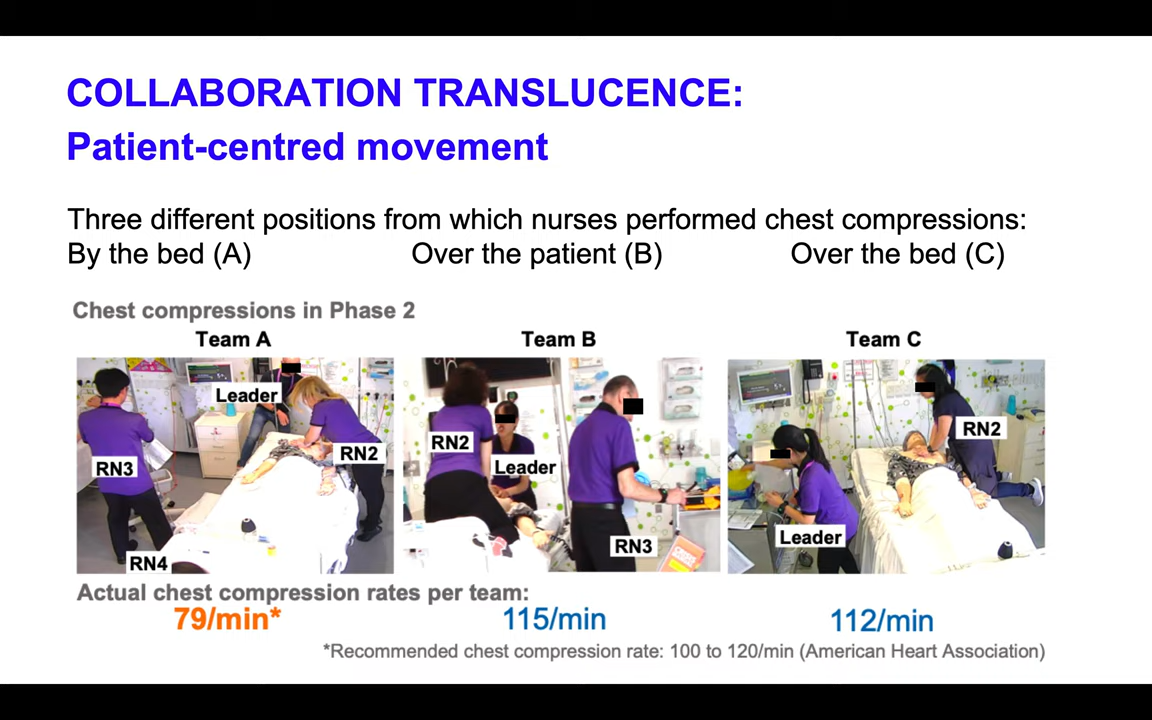 COLLABORATION TRANSLUCENCE:
Patient-centred movement
Three different positions from which nurses performed chest compressions:
By the bed (A) Over the patient (B) Over the bed (C)
Chest compressions in Phase 2
Team A Team B Team C
Leader
RN3
RN2
RN4
RN2
Leader
RN3
RN2
Leader
Actual chest compression rates per team:
79/min* 115/min 112/min
*Recommended chest compression rate: 100 to 120/min (American Heart Association)